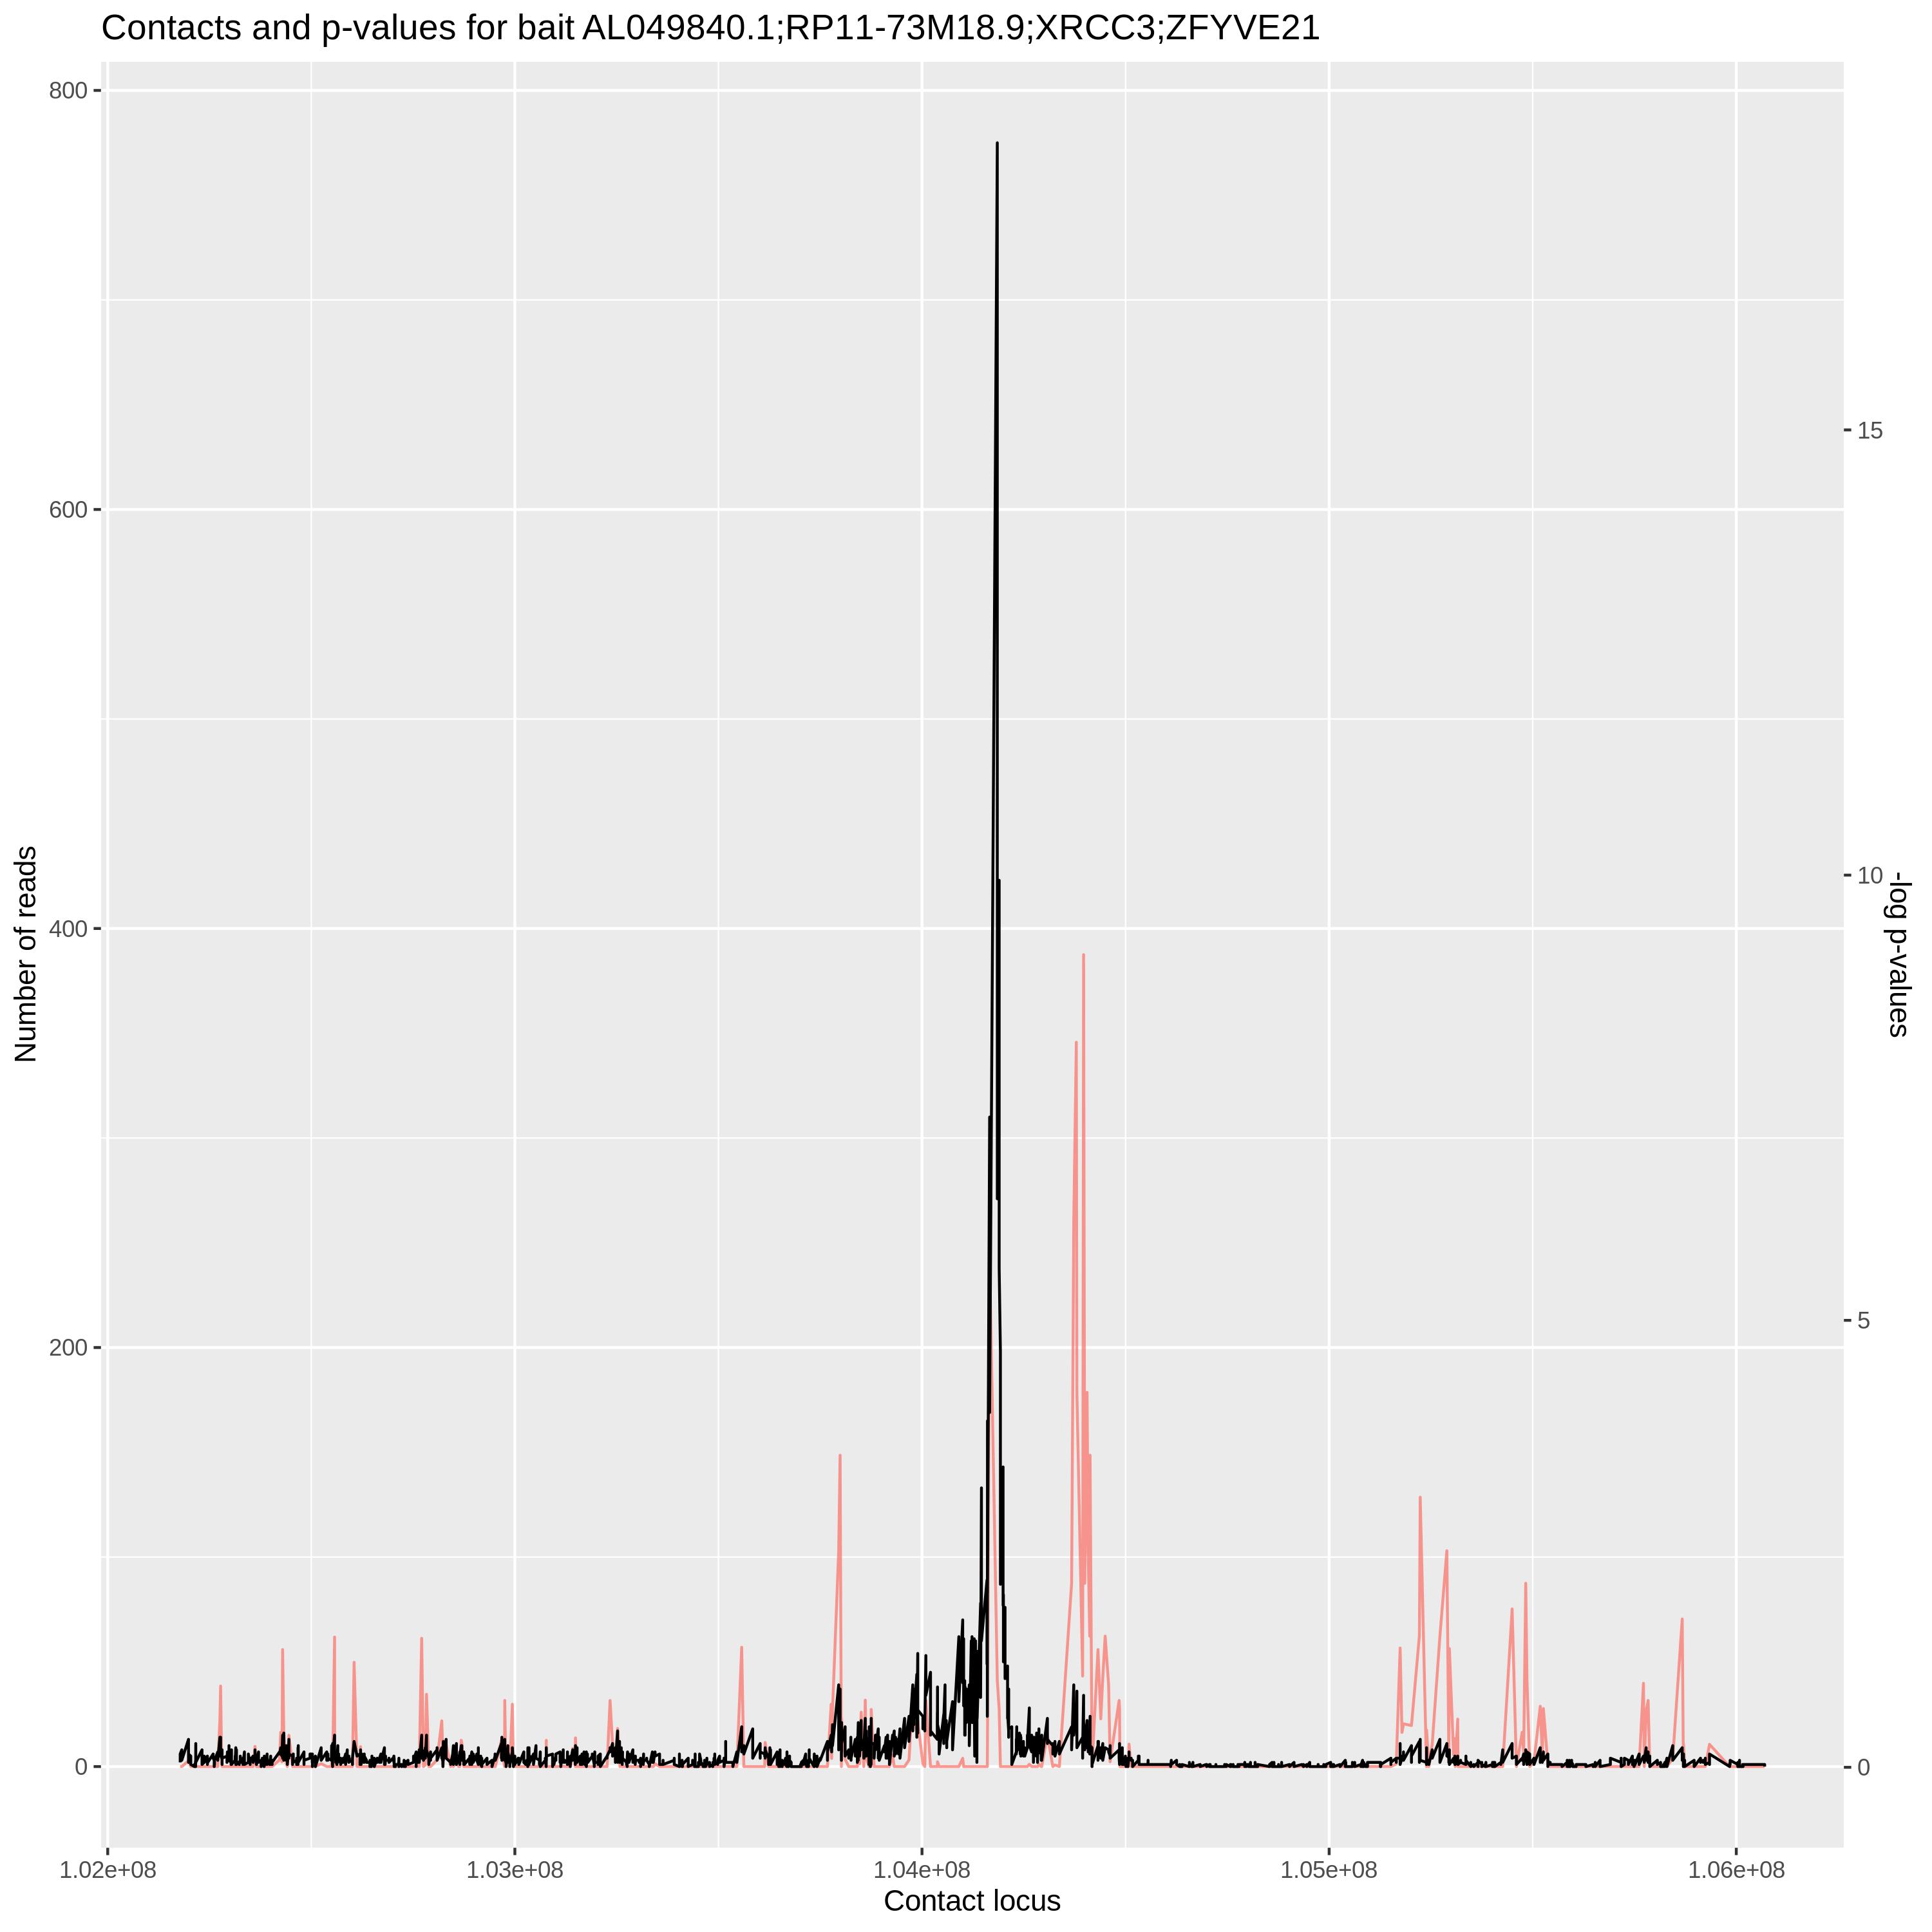 Contacts and p-values for bait AL049840.1;RP11-73M18.9;XRCC3;ZFYVE21
800
600
400
200
0
Number of reads
15
10
5
0
-log p-values
1.02e+08
1.03e+08
1.04e+08
1.05e+08
1.06e+08
Contact locus